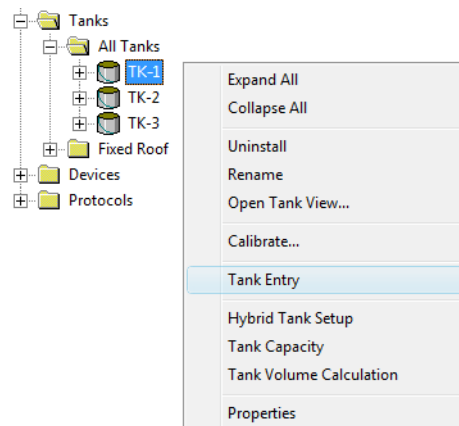 Tanks
All Tanks
TK-1
TK-2
TK-3
Fixed Roof
Devices
Protocols
Expand All
Collapse All
Uninstall
Rename
Open Tank View...
Calibrate...
Tank Entry
Hybrid Tank Setup
Tank Capacity
Tank Volume Calculation
Properties